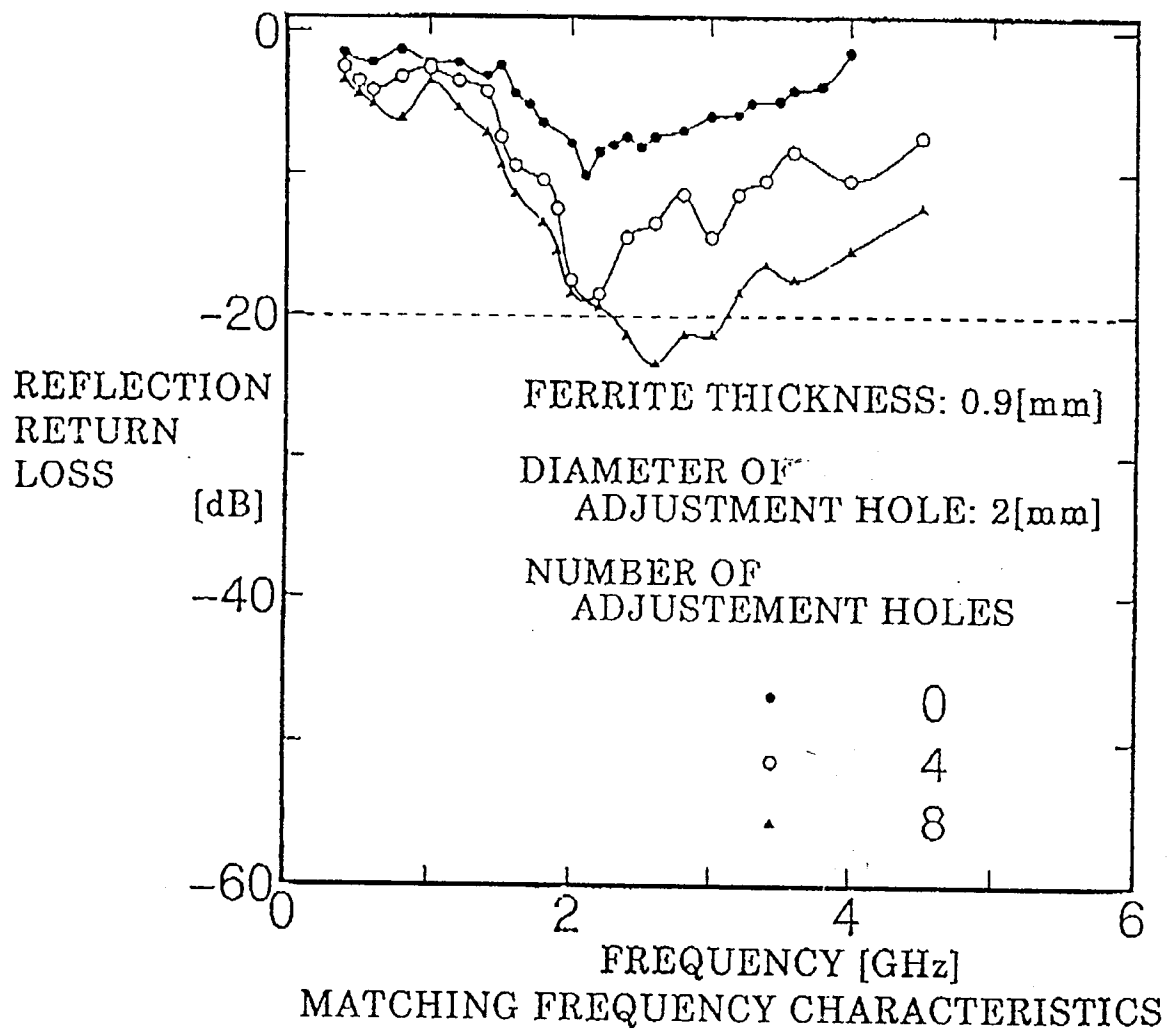 0
-20
REFLECTION
RETURN
LOSS
[dB]
FERRITE THICKNESS: 0.9[mm]
DIAMETER OF
ADJUSTMENT HOLE: 2[mm]
NUMBER OF
ADJUSTEMENT HOLES
-40
0
4
8
-60
0
2
4
6
FREQUENCY [GHz]
MATCHING FREQUENCY CHARACTERISTICS